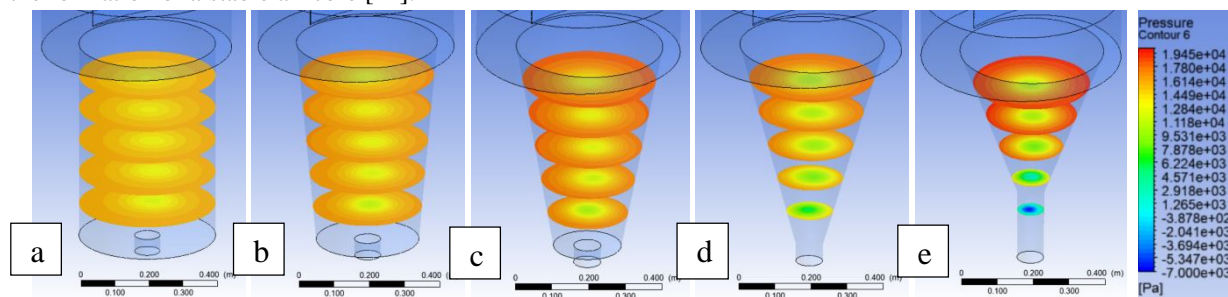 Pressure
Contour 6
1.945e+04
1.780e+04
1.614e+04
1.449e+04
1.284e+04
1.118e+04
9.531e+03
7.878e+03
6.224e+03
4.571e+03
2.918e+03
1.265e+03
-3.878e+02
-2.041e+03
-3.694e+03
-5.347e+03
-7.000e+03
[Pa]
a
b
c
d
e
0 0.200 0.400 (m)
0.100 0.300
0 0.200 0.400 (m)
0.100 0.300
0 0.200 0.400 (m)
0.100 0.300
0 0.200 0.400 (m)
0.100 0.300
0 0.200 0.400 (m)
0.100 0.300